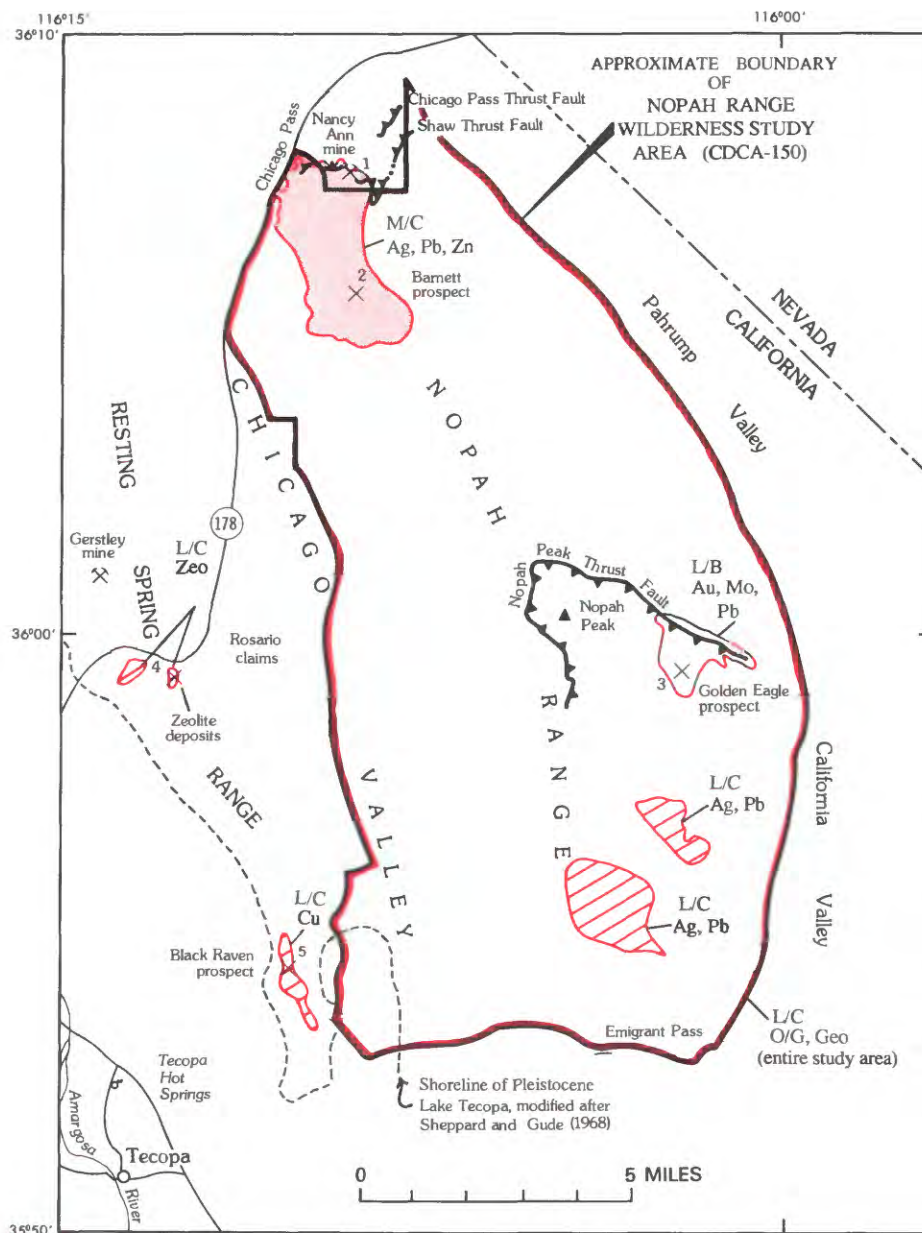 116°15'
116°00'
36°10'
APPROXIMATE BOUNDARY
OF
NOPAH RANGE
WILDERNESS STUDY
AREA (CDCA-150)
Chicago Pass Thrust Fault
Shaw Thrust Fault
Chicago Pass
Nancy
Ann
mine
1
M/C
Ag, Pb, Zn
2
Barnett
prospect
NEVADA
CALIFORNIA
Pahrump
Valley
NOPAH
RANGE
CHICAGO
VALLEY
RESTING
SPRING
RANGE
178
Gerstley
mine
L/C
Zeo
36°00'
4
Rosario
claims
Zeolite
deposits
Nopah
Peak
Thrust
Fault
Nopah
Peak
L/B
Au, Mo,
Pb
3
Golden Eagle
prospect
California
Valley
L/C
Ag, Pb
L/C
Ag, Pb
L/C
Cu
5
Black Raven
prospect
Emigrant Pass
L/C
O/G, Geo
(entire study area)
Shoreline of Pleistocene
Lake Tecopa, modified after
Sheppard and Gude (1968)
Tecopa
Hot
Springs
Amargosa
River
Tecopa
0
5 MILES
35°50'